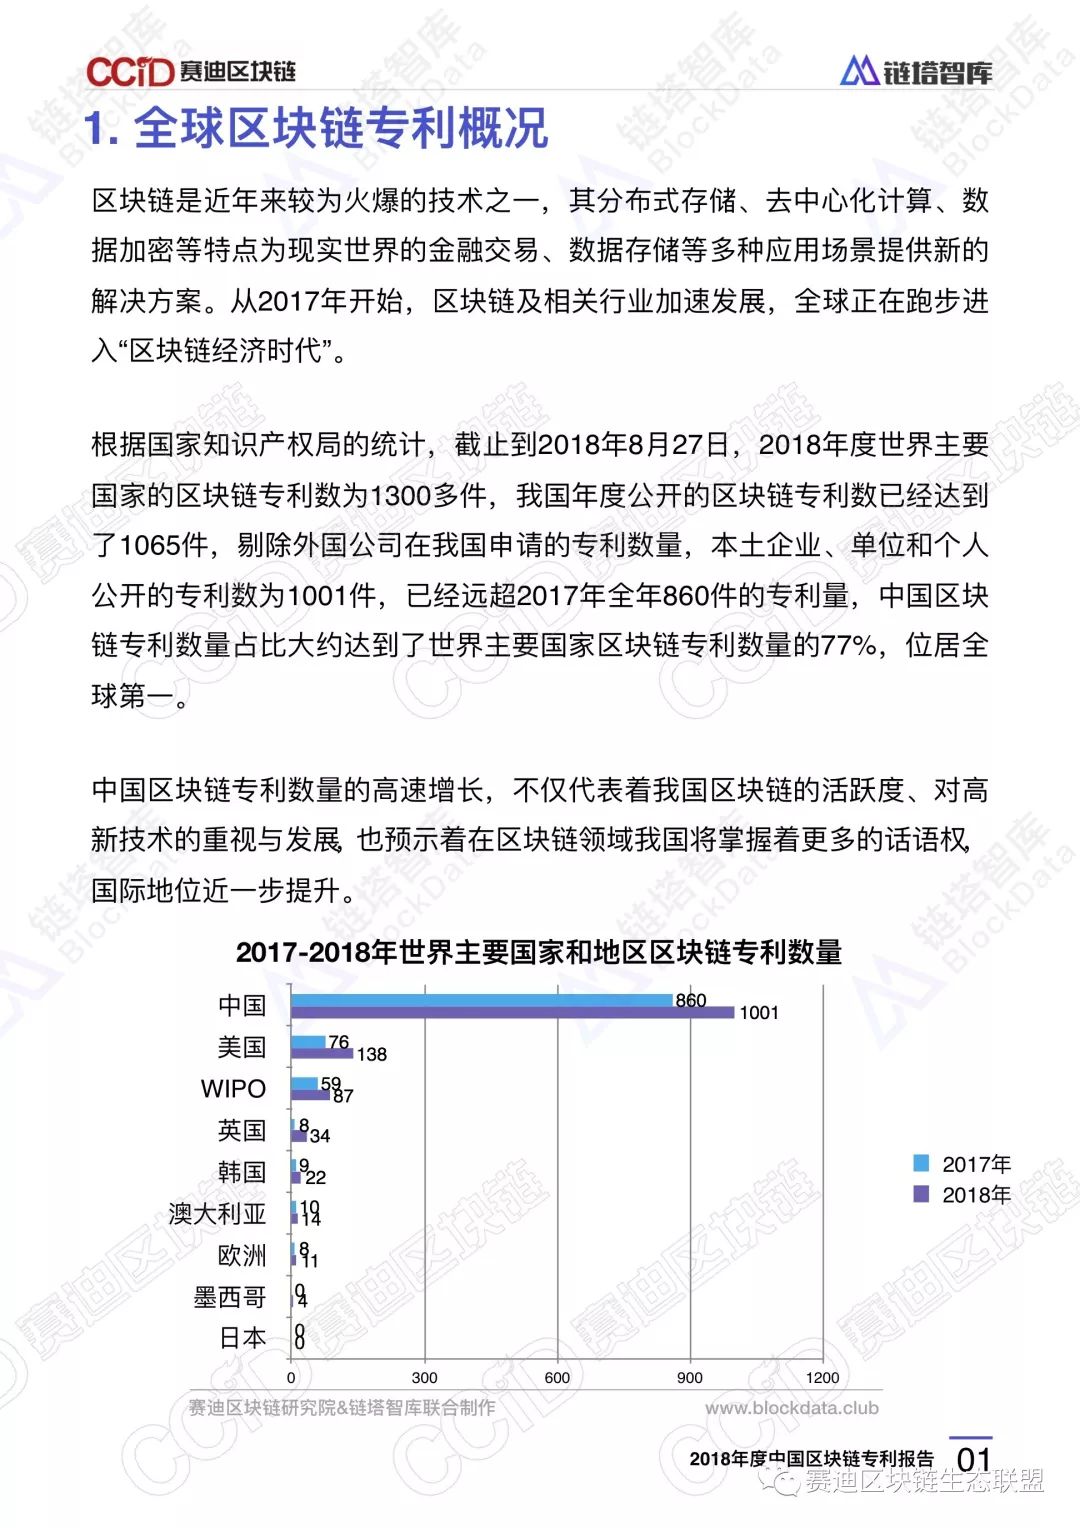 CCiD 赛迪区块链
链塔智库
1. 全球区块链专利概况
区块链是近年来较为火爆的技术之一，其分布式存储、去中心化计算、数
据加密等特点为现实世界的金融交易、数据存储等多种应用场景提供新的
解决方案。从2017年开始，区块链及相关行业加速发展，全球正在跑步进
入“区块链经济时代”。
根据国家知识产权局的统计，截止到2018年8月27日，2018年度世界主要
国家的区块链专利数为1300多件，我国年度公开的区块链专利数已经达到
了1065件，剔除外国公司在我国申请的专利数量，本土企业、单位和个人
公开的专利数为1001件，已经远超2017年全年860件的专利量，中国区块
链专利数量占比大约达到了世界主要国家区块链专利数量的77%，位居全
球第一。
中国区块链专利数量的高速增长，不仅代表着我国区块链的活跃度、对高
新技术的重视与发展，也预示着在区块链领域我国将掌握着更多的话语权，
国际地位近一步提升。
2017-2018年世界主要国家和地区区块链专利数量
中国 860 1001
美国 76 138
WIPO 59 87
英国 8 34
韩国 9 22
澳大利亚 10 14
欧洲 8 11
墨西哥 0 4
日本 0 0
0 300 600 900 1200
2017年
2018年
赛迪区块链研究院&链塔智库联合制作 www.blockdata.club
2018年度中国区块链专利报告 01
赛迪区块链生态联盟
链塔智库 BlockData
CCiD 赛迪区块链